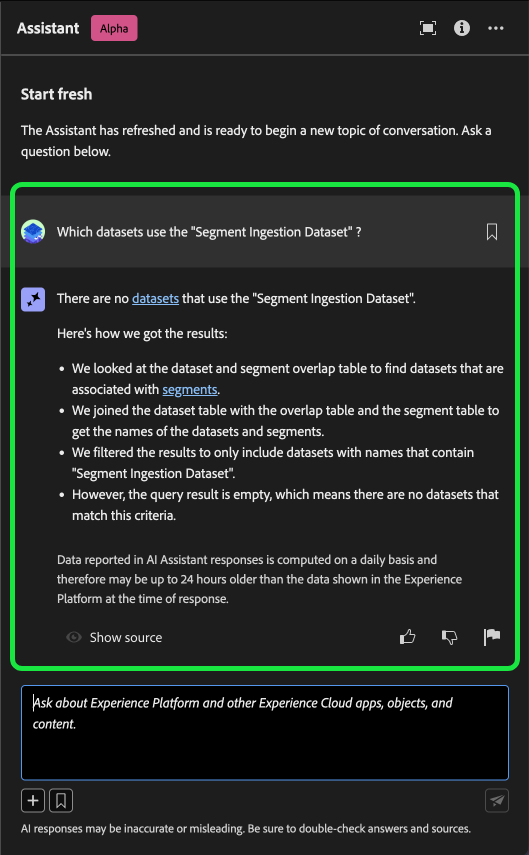 Assistant Alpha
Start fresh
The Assistant has refreshed and is ready to begin a new topic of conversation. Ask a
question below.
Which datasets use the "Segment Ingestion Dataset" ?
There are no datasets that use the "Segment Ingestion Dataset".
Here's how we got the results:
• We looked at the dataset and segment overlap table to find datasets that are
associated with segments.
• We joined the dataset table with the overlap table and the segment table to
get the names of the datasets and segments.
• We filtered the results to only include datasets with names that contain
"Segment Ingestion Dataset".
• However, the query result is empty, which means there are no datasets that
match this criteria.
Data reported in AI Assistant responses is computed on a daily basis and
therefore may be up to 24 hours older than the data shown in the Experience
Platform at the time of response.
Show source
Ask about Experience Platform and other Experience Cloud apps, objects, and
content.
AI responses may be inaccurate or misleading. Be sure to double-check answers and sources.